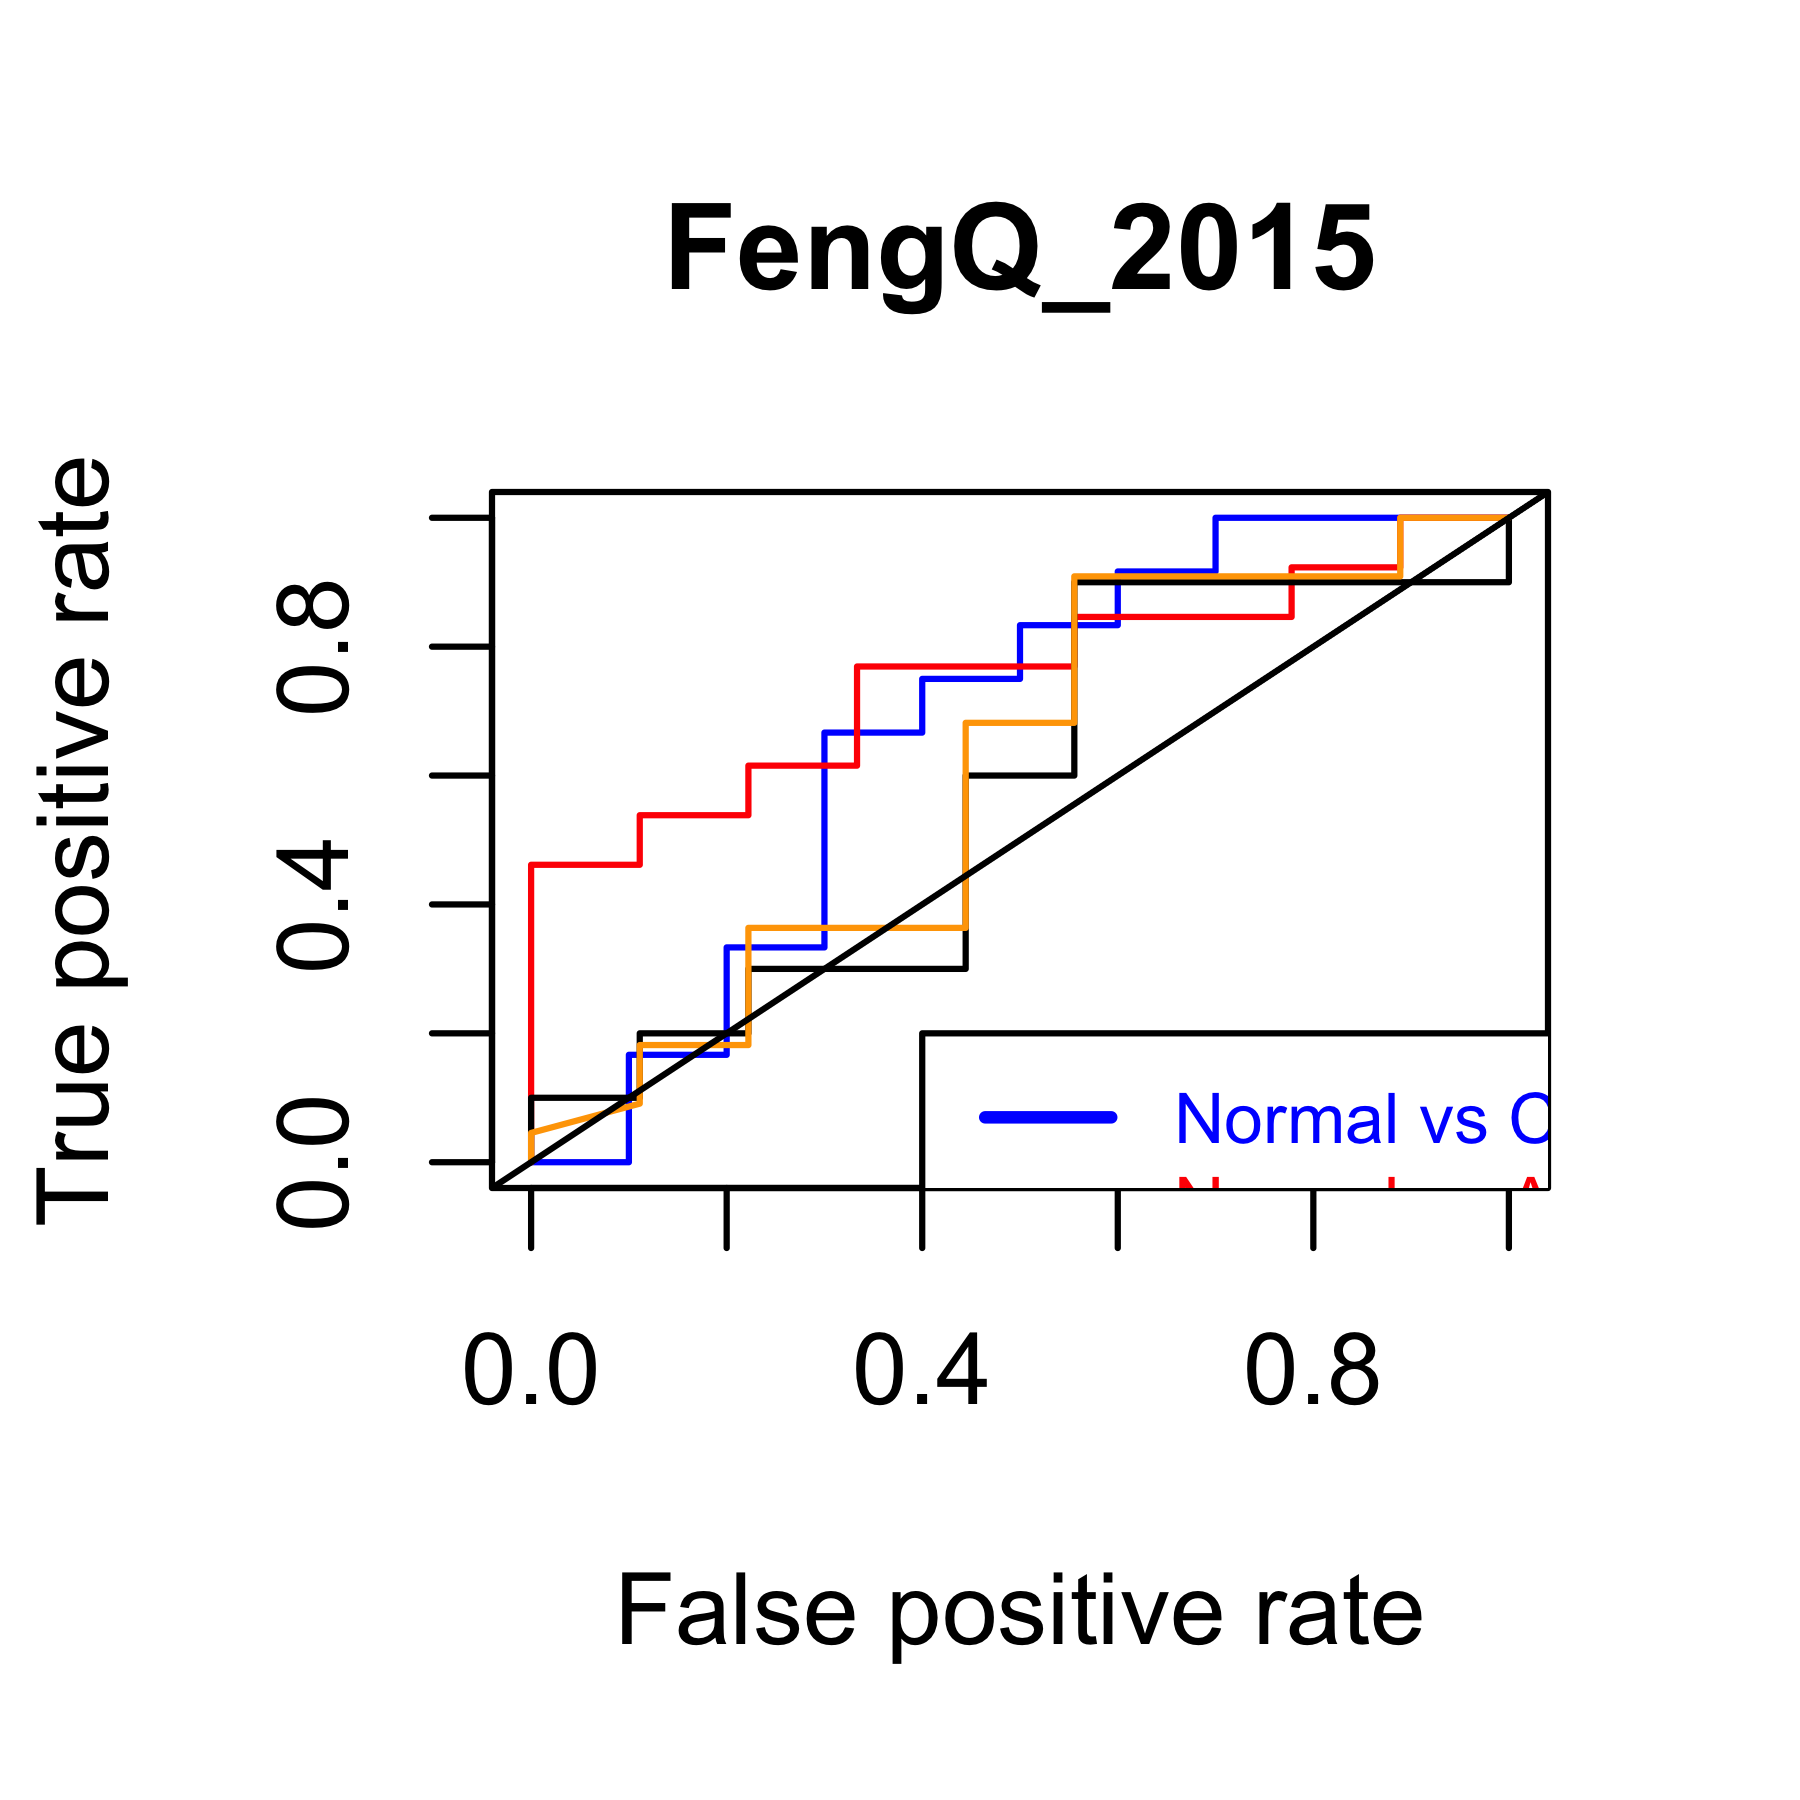 FengQ_2015
True positive rate
0.8
0.4
0.0
Normal vs
0.0 0.4 0.8
False positive rate